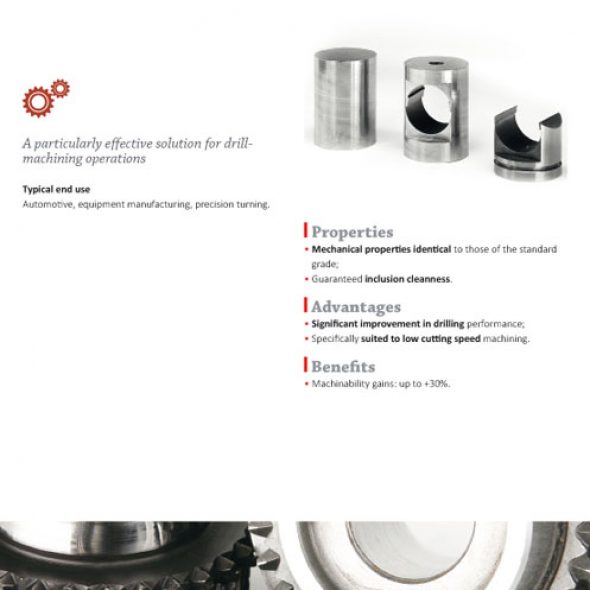 A particularly effective solution for drill-
machining operations
Typical end use
Automotive, equipment manufacturing, precision turning.
Properties
• Mechanical properties identical to those of the standard
grade;
• Guaranteed inclusion cleanness.
Advantages
• Significant improvement in drilling performance;
• Specifically suited to low cutting speed machining.
Benefits
• Machinability gains: up to +30%.